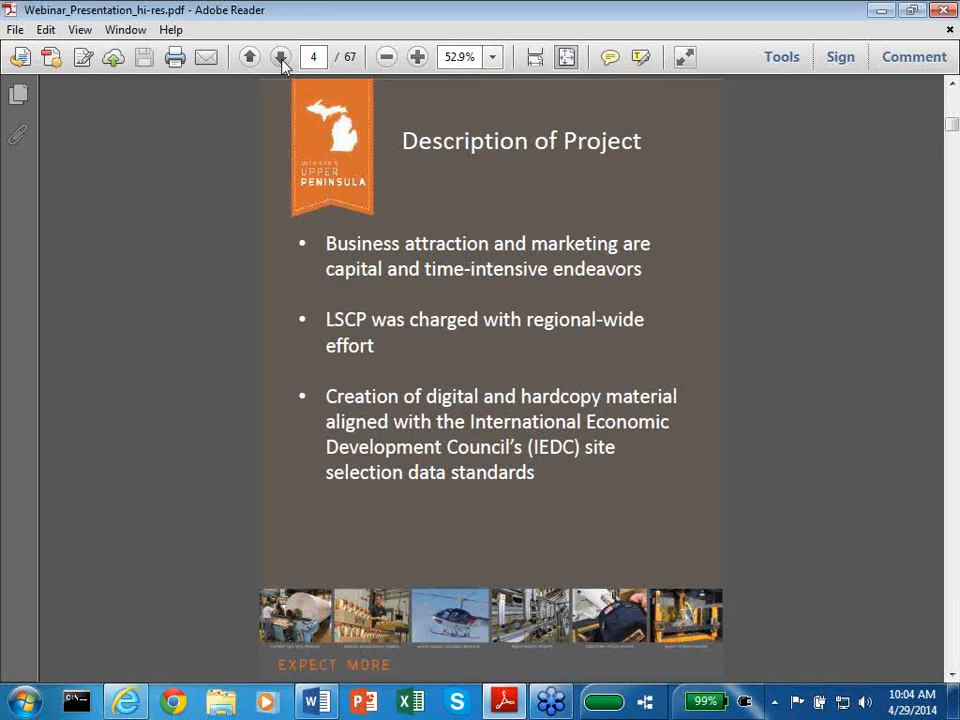 Webinar_Presentation_hi-res.pdf - Adobe Reader
File Edit View Window Help
4 / 67 52.9% Tools Sign Comment
UPPER
PENINSULA
Description of Project
• Business attraction and marketing are
capital and time-intensive endeavors
• LSCP was charged with regional-wide
effort
• Creation of digital and hardcopy material
aligned with the International Economic
Development Council's (IEDC) site
selection data standards
EXPECT MORE
99%
10:04 AM
4/29/2014